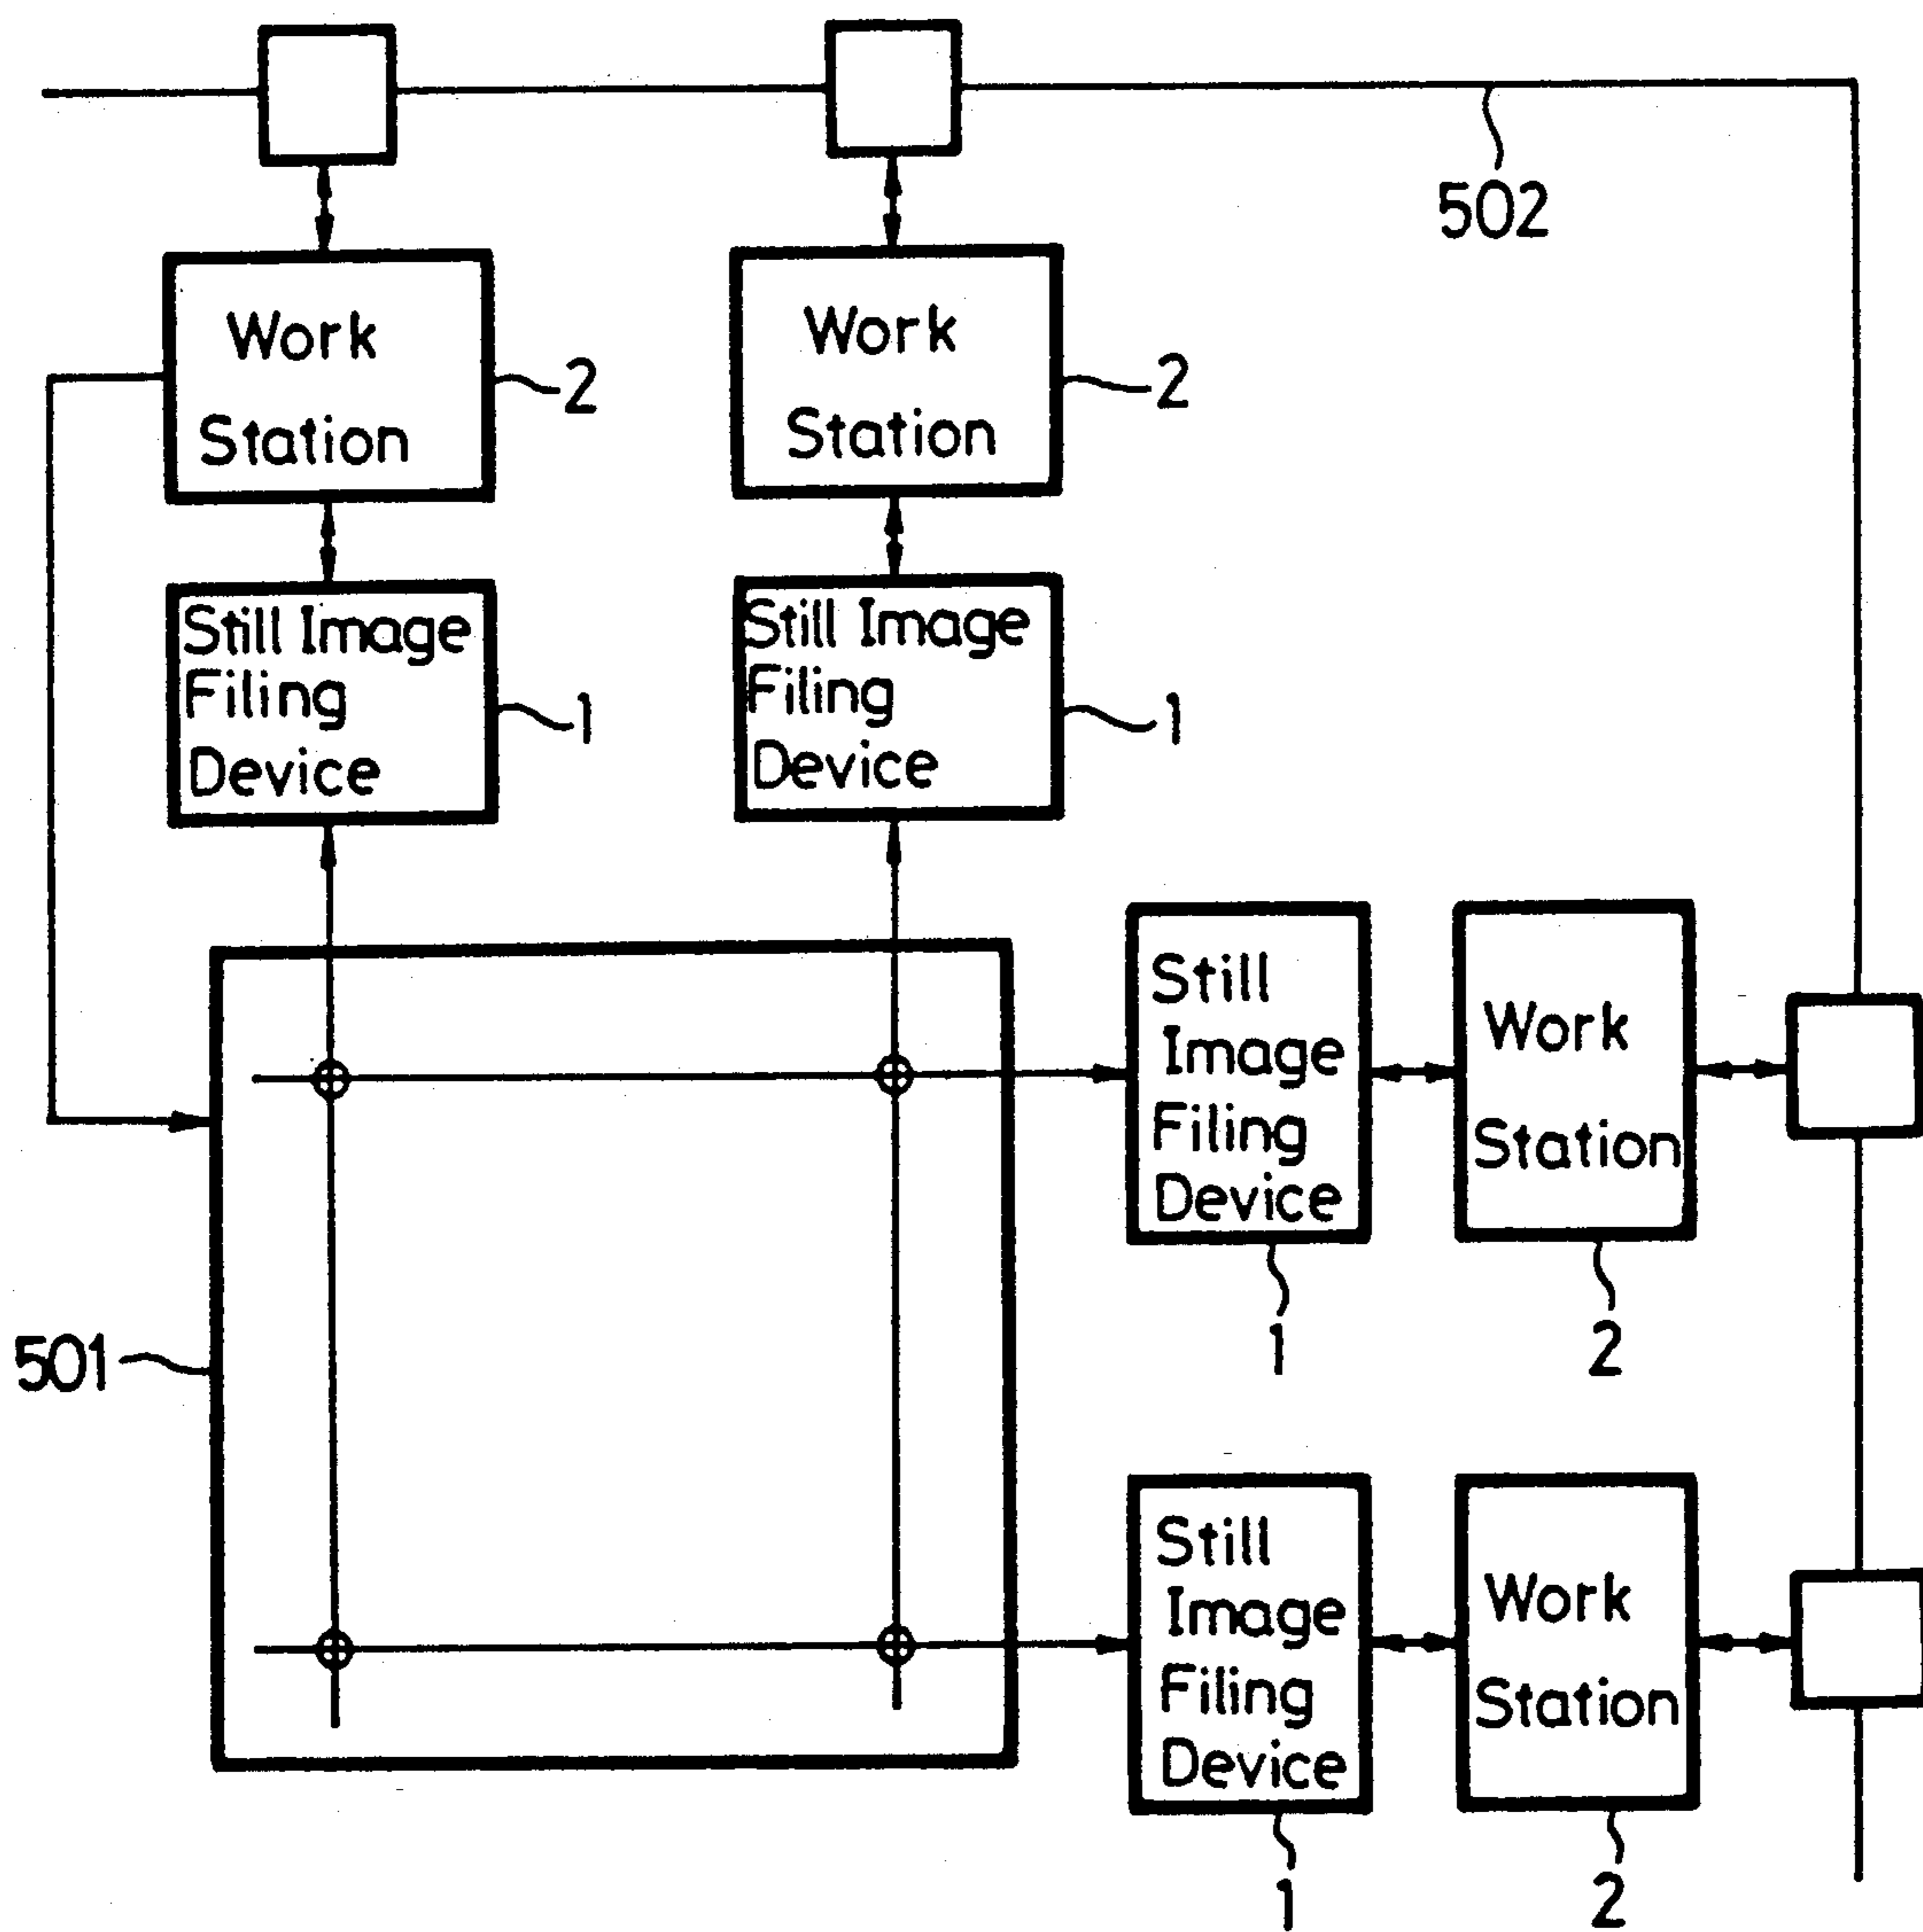 502
Work
Station
2
Work
Station
2
Still Image
Filing
Device
1
Still Image
Filing
Device
1
Still
Image
Filing
Device
1
Work
Station
2
501
Still
Image
Filing
Device
1
Work
Station
2